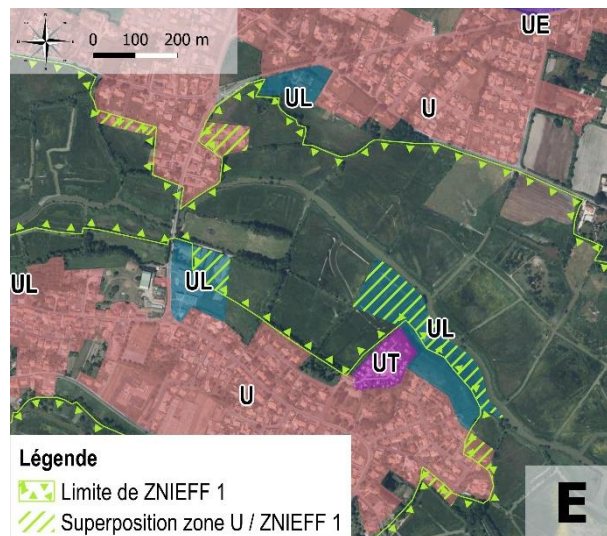 UE
0 100 200 m
UL
U
UL
UL
UL
UT
U
Légende
Limite de ZNIEFF 1
Superposition zone U / ZNIEFF 1
E